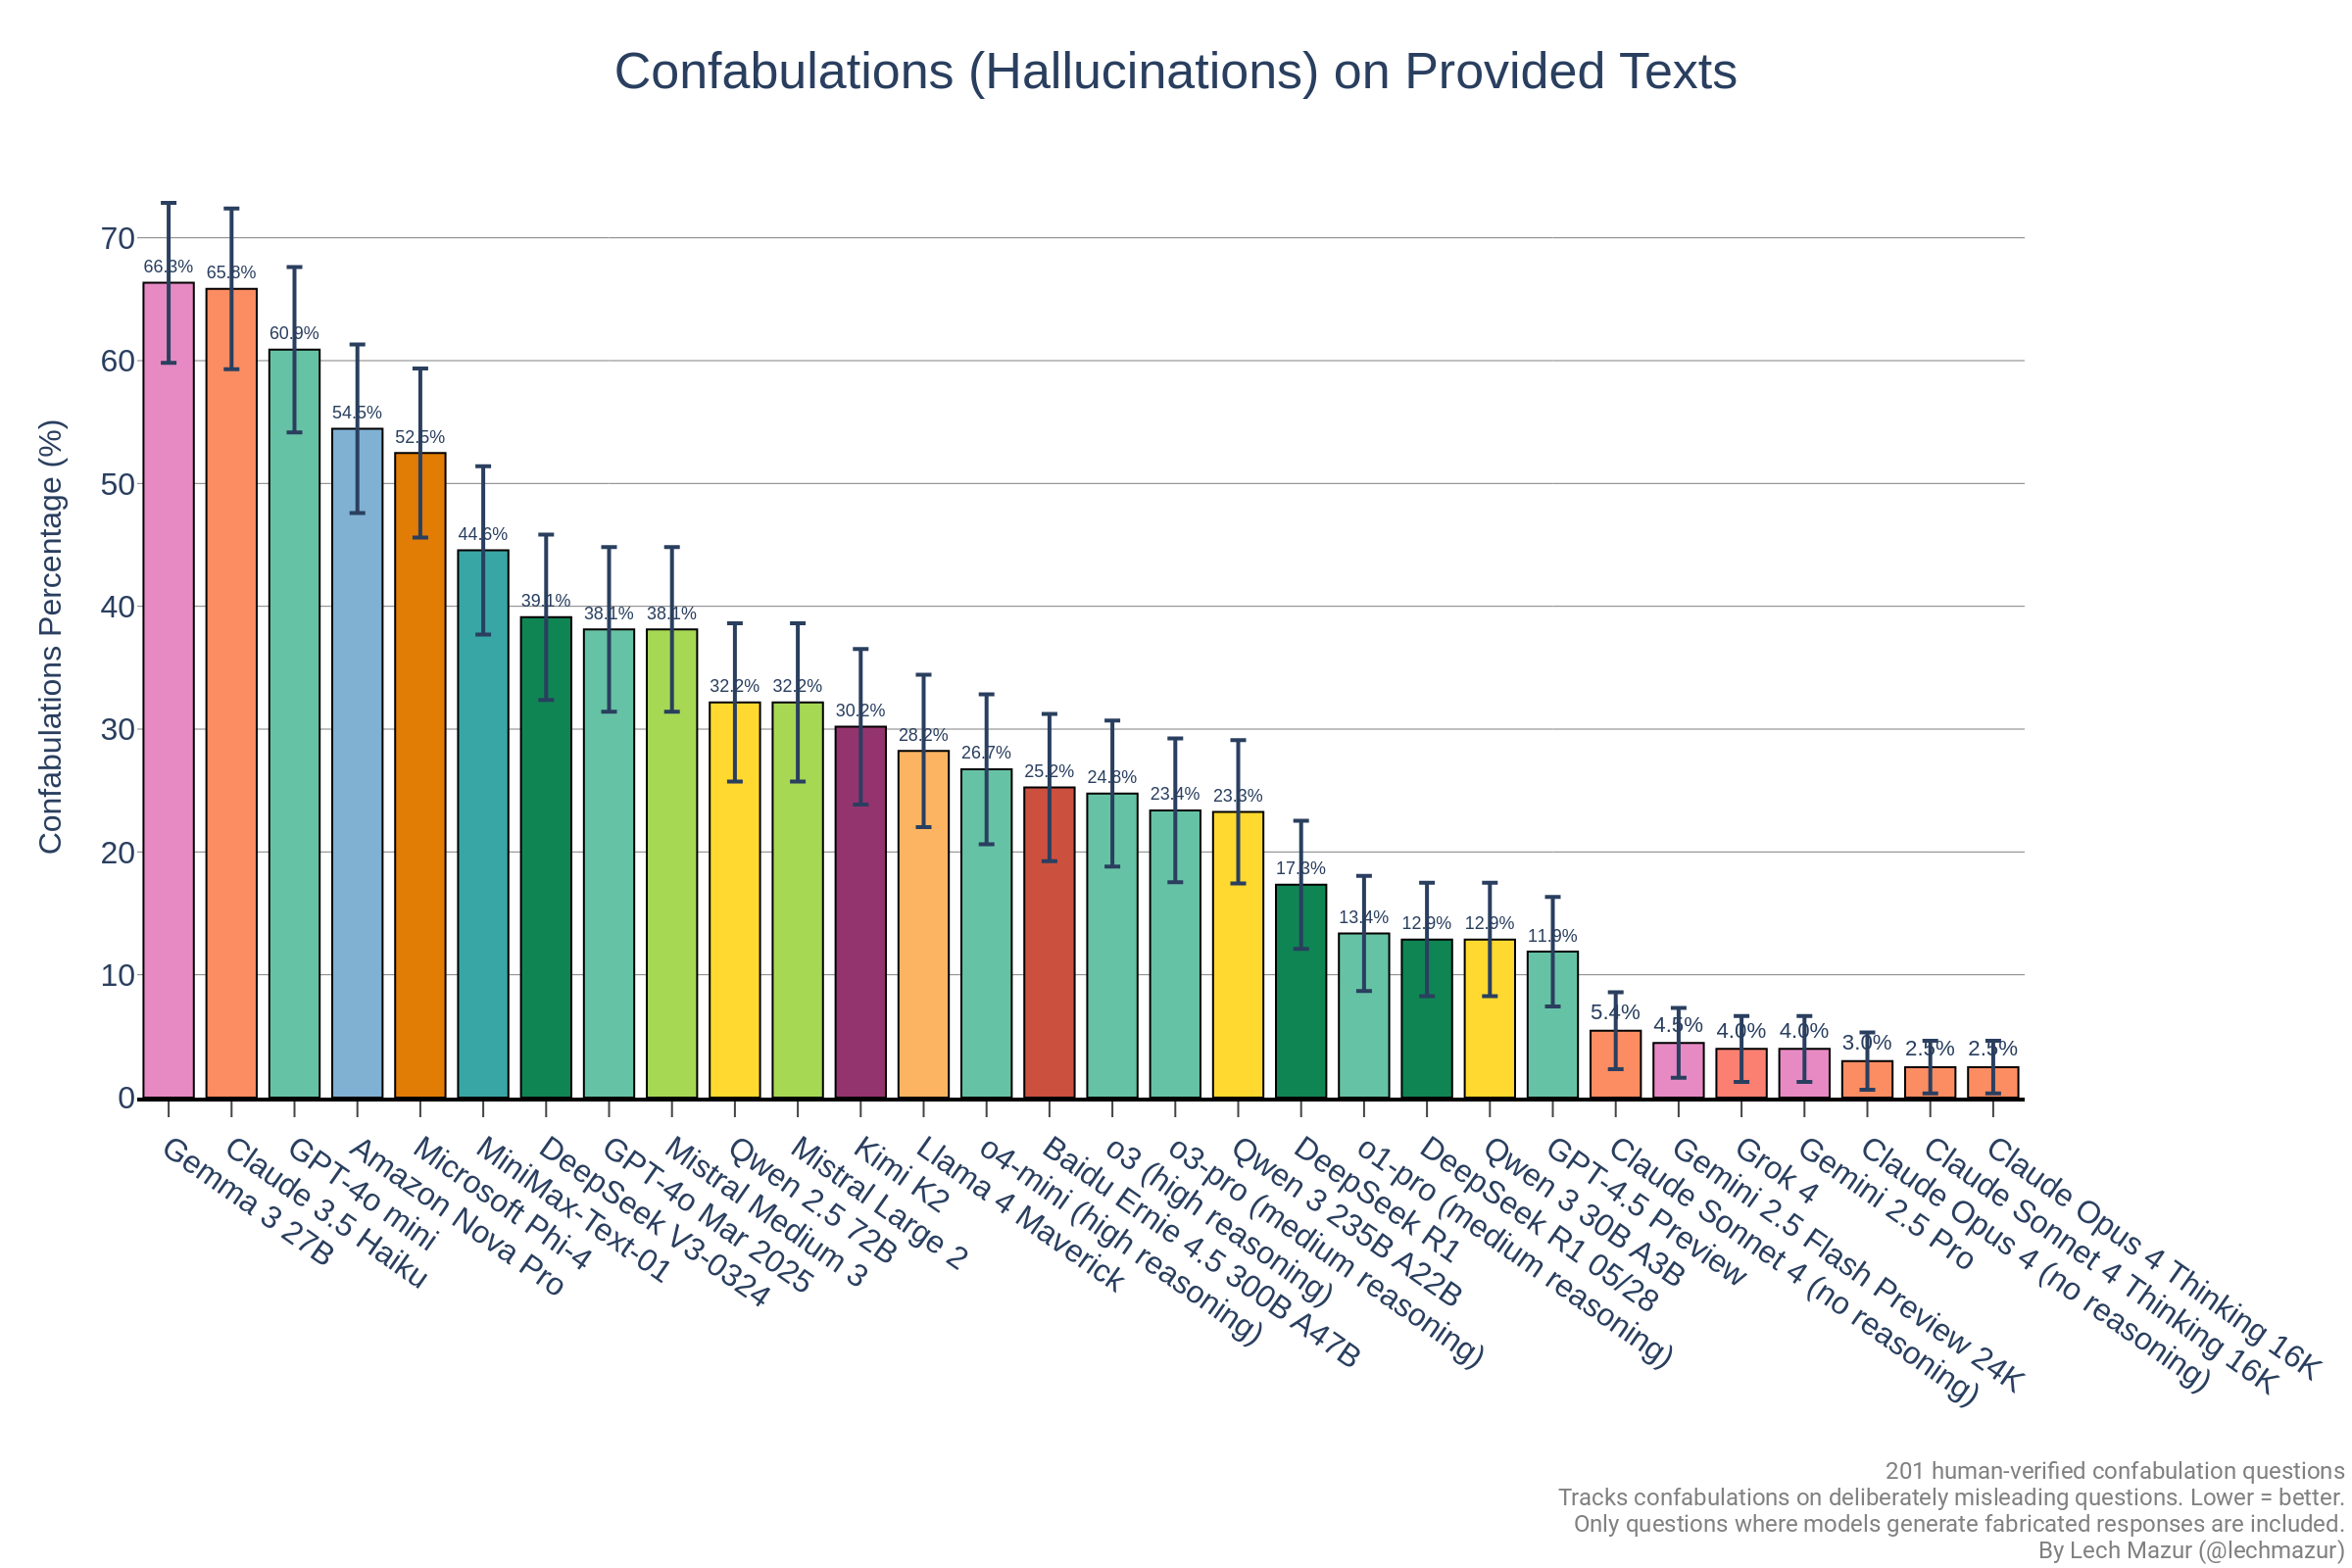 Confabulations (Hallucinations) on Provided Texts
Confabulations Percentage (%)
70
60
50
40
30
20
10
0
66.3%
65.8%
60.9%
54.5%
52.5%
44.6%
39.1%
38.1%
38.1%
32.2%
32.2%
30.2%
28.2%
26.7%
25.2%
24.8%
23.4%
23.3%
17.3%
13.4%
12.9%
12.9%
11.9%
5.4%
4.5%
4.0%
4.0%
3.0%
2.5%
2.5%
Gemma 3 27B
Claude 3.5 Haiku
GPT-4o mini
Amazon Nova Pro
Microsoft Phi-4
MiniMax-Text-01
DeepSeek V3-0324
GPT-4o Mar 2025
Mistral Medium 3
Qwen 2.5 72B
Mistral Large 2
Kimi K2
Llama 4 Maverick
o4-mini (high reasoning)
Baidu Ernie 4.5 300B A47B
o3 (high reasoning)
o3-pro (medium reasoning)
Qwen 3 235B A22B
DeepSeek R1
o1-pro (medium reasoning)
DeepSeek R1 05/28
Qwen 3 30B A3B
GPT-4.5 Preview
Claude Sonnet 4 (no reasoning)
Gemini 2.5 Flash Preview 24K
Grok 4
Gemini 2.5 Pro
Claude Opus 4 (no reasoning)
Claude Sonnet 4 Thinking 16K
Claude Opus 4 Thinking 16K
201 human-verified confabulation questions
Tracks confabulations on deliberately misleading questions. Lower = better.
Only questions where models generate fabricated responses are included.
By Lech Mazur (@lechmazur)